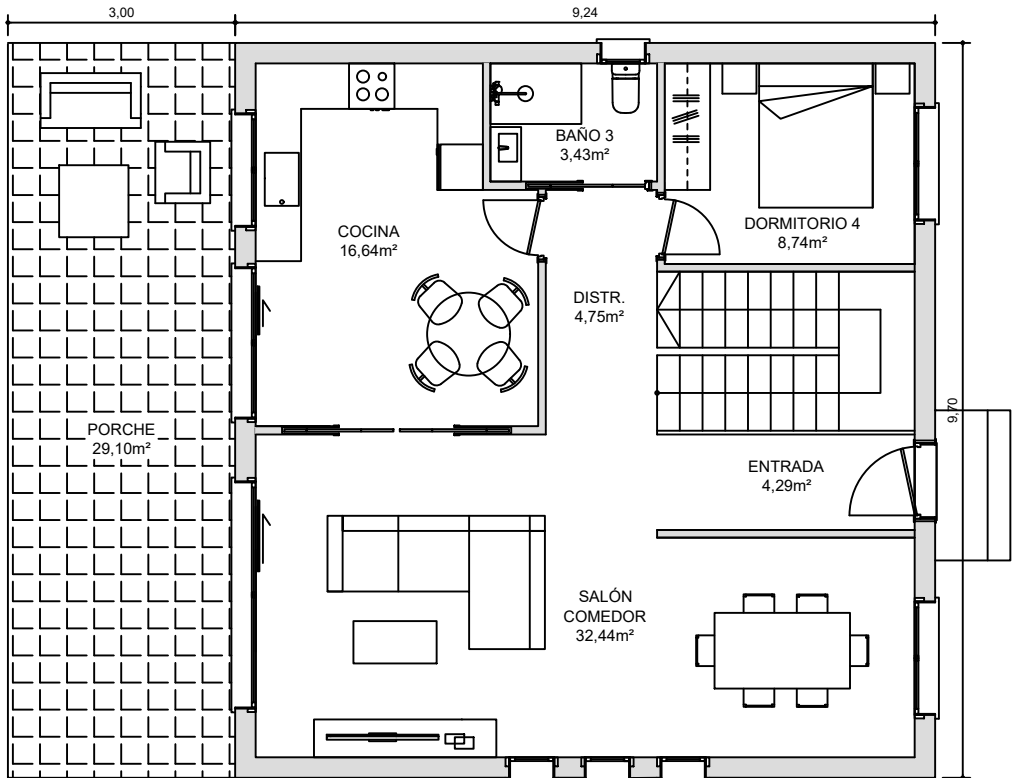 3,00
9,24
BAÑO 3
3,43m²
COCINA
16,64m²
DORMITORIO 4
8,74m²
DISTR.
4,75m²
9,70
PORCHE
29,10m²
ENTRADA
4,29m²
SALÓN
COMEDOR
32,44m²